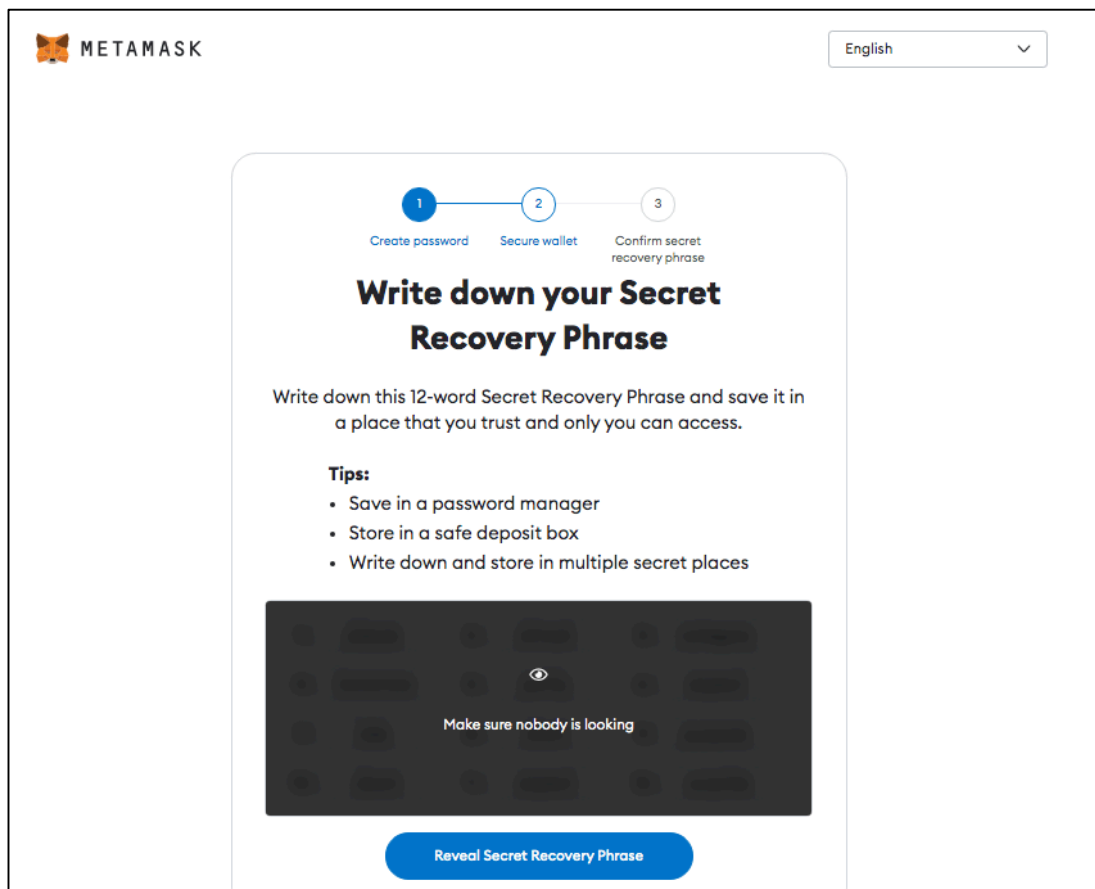 METAMASK
English
1 2 3
Create password Secure wallet Confirm secret
recovery phrase
Write down your Secret
Recovery Phrase
Write down this 12-word Secret Recovery Phrase and save it in
a place that you trust and only you can access.
Tips:
• Save in a password manager
• Store in a safe deposit box
• Write down and store in multiple secret places
Make sure nobody is looking
Reveal Secret Recovery Phrase